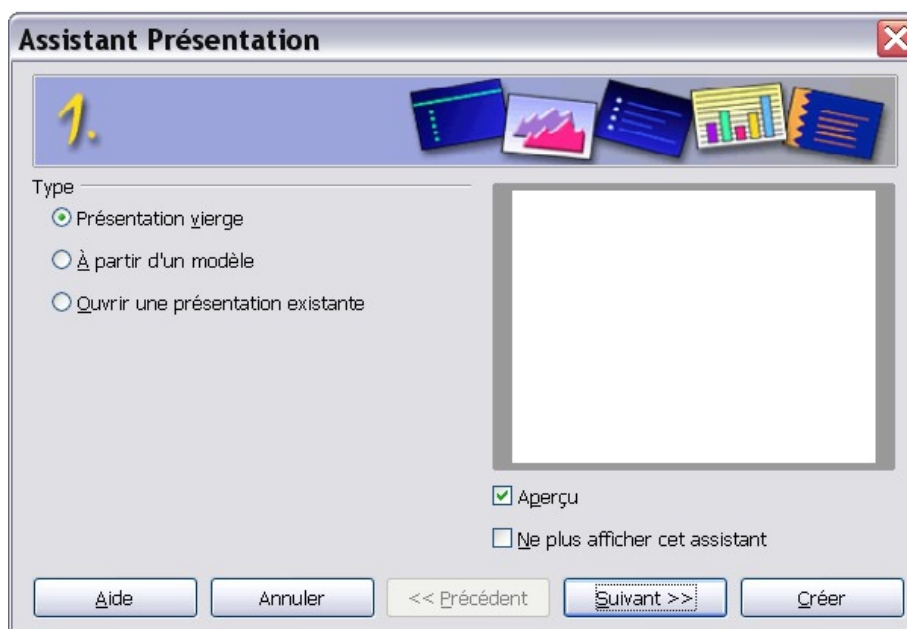 Assistant Présentation
1.
Type
Présentation vierge
À partir d'un modèle
Ouvrir une présentation existante
Aperçu
Ne plus afficher cet assistant
Aide
Annuler
<< Précédent
Suivant >>
Créer